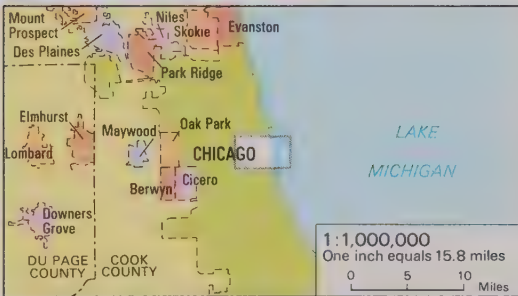 Mount
Prospect
Niles
Skokie
Evanston
Des Plaines
Park Ridge
Elmhurst
Maywood
Oak Park
Lombard
CHICAGO
LAKE
MICHIGAN
Berwyn
Cicero
Downers
Grove
DU PAGE
COUNTY
COOK
COUNTY
1:1,000,000
One inch equals 15.8 miles
0 5 10
Miles